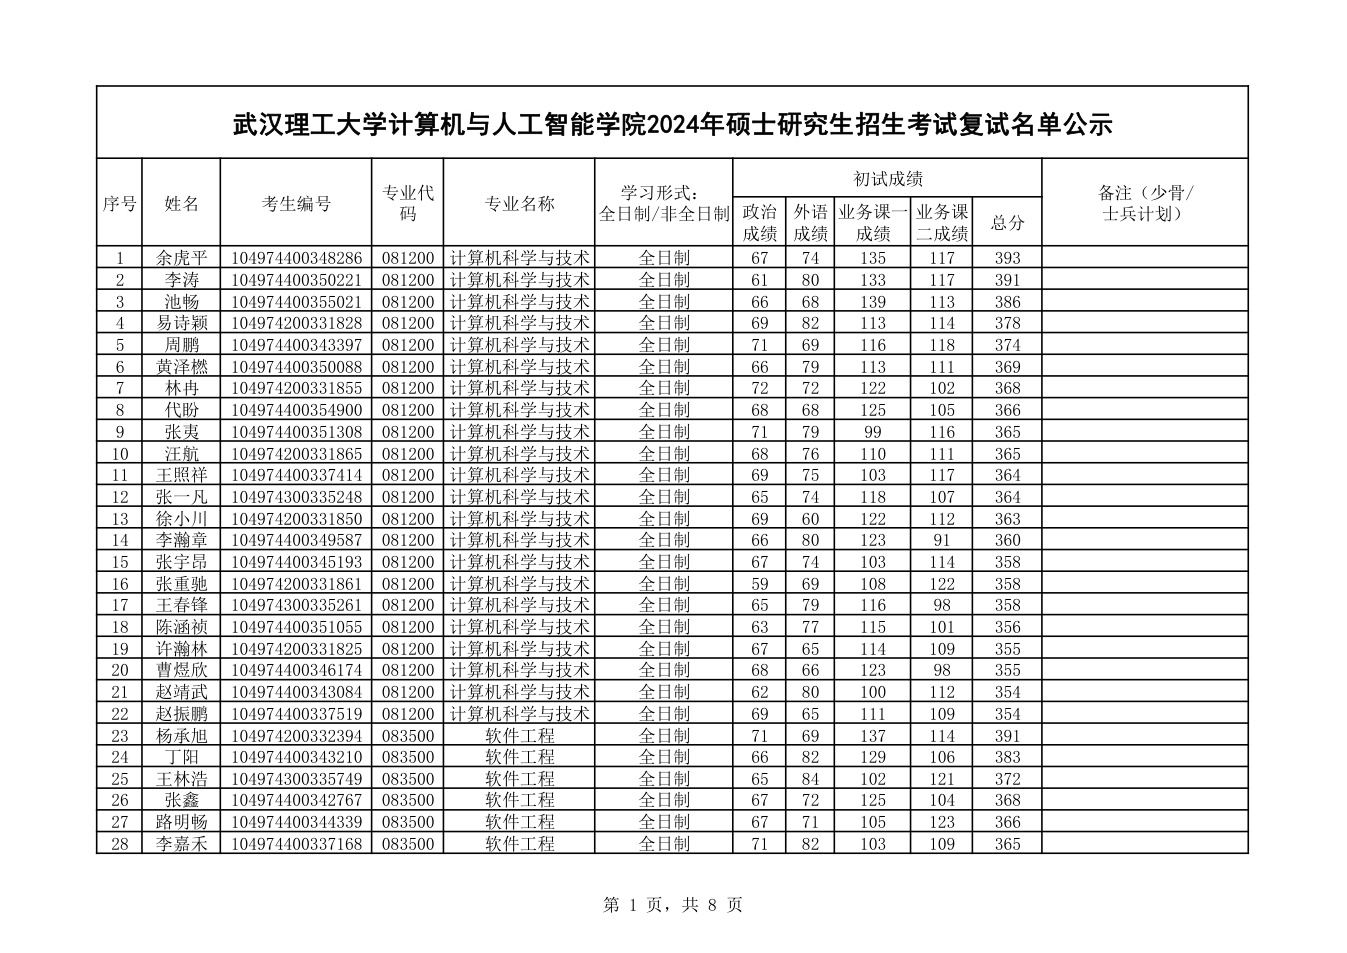 武汉理工大学计算机与人工智能学院2024年硕士研究生招生考试复试名单公示
序号 姓名 考生编号 专业代码 专业名称 学习形式：全日制/非全日制 初试成绩 备注（少骨/士兵计划）
政治成绩 外语成绩 业务课一成绩 业务课二成绩 总分
1 余虎平 104974400348286 081200 计算机科学与技术 全日制 67 74 135 117 393
2 李涛 104974400350221 081200 计算机科学与技术 全日制 61 80 133 117 391
3 池畅 104974400355021 081200 计算机科学与技术 全日制 66 68 139 113 386
4 易诗颖 104974200331828 081200 计算机科学与技术 全日制 69 82 113 114 378
5 周鹏 104974400343397 081200 计算机科学与技术 全日制 71 69 116 118 374
6 黄泽橪 104974400350088 081200 计算机科学与技术 全日制 66 79 113 111 369
7 林冉 104974200331855 081200 计算机科学与技术 全日制 72 72 122 102 368
8 代盼 104974400354900 081200 计算机科学与技术 全日制 68 68 125 105 366
9 张夷 104974400351308 081200 计算机科学与技术 全日制 71 79 99 116 365
10 汪航 104974200331865 081200 计算机科学与技术 全日制 68 76 110 111 365
11 王照祥 104974400337414 081200 计算机科学与技术 全日制 69 75 103 117 364
12 张一凡 104974300335248 081200 计算机科学与技术 全日制 65 74 118 107 364
13 徐小川 104974200331850 081200 计算机科学与技术 全日制 69 60 122 112 363
14 李瀚章 104974400349587 081200 计算机科学与技术 全日制 66 80 123 91 360
15 张宇昂 104974400345193 081200 计算机科学与技术 全日制 67 74 103 114 358
16 张重驰 104974200331861 081200 计算机科学与技术 全日制 59 69 108 122 358
17 王春锋 104974300335261 081200 计算机科学与技术 全日制 65 79 116 98 358
18 陈涵祯 104974400351055 081200 计算机科学与技术 全日制 63 77 115 101 356
19 许瀚林 104974200331825 081200 计算机科学与技术 全日制 67 65 114 109 355
20 曹煜欣 104974400346174 081200 计算机科学与技术 全日制 68 66 123 98 355
21 赵靖武 104974400343084 081200 计算机科学与技术 全日制 62 80 100 112 354
22 赵振鹏 104974400337519 081200 计算机科学与技术 全日制 69 65 111 109 354
23 杨承旭 104974200332394 083500 软件工程 全日制 71 69 137 114 391
24 丁阳 104974400343210 083500 软件工程 全日制 66 82 129 106 383
25 王林浩 104974300335749 083500 软件工程 全日制 65 84 102 121 372
26 张鑫 104974400342767 083500 软件工程 全日制 67 72 125 104 368
27 路明畅 104974400344339 083500 软件工程 全日制 67 71 105 123 366
28 李嘉禾 104974400337168 083500 软件工程 全日制 71 82 103 109 365
第 1 页，共 8 页